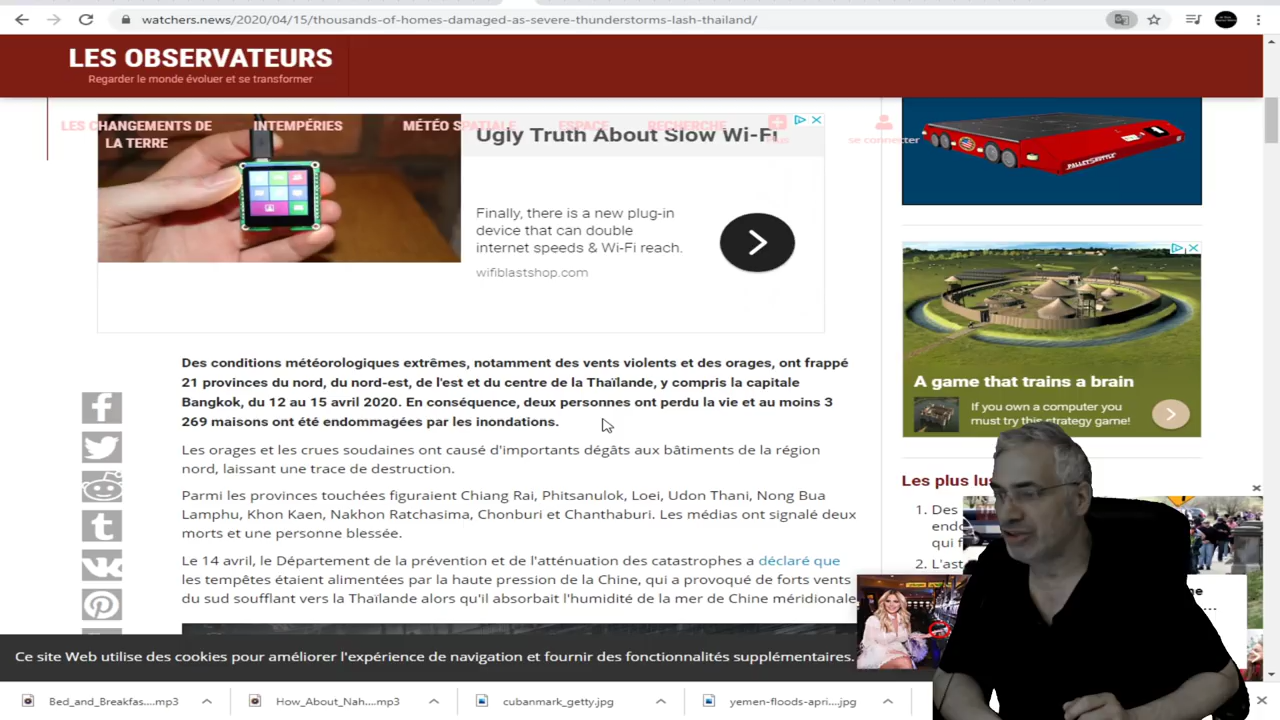 watchers.news/2020/04/15/thousands-of-homes-damaged-as-severe-thunderstorms-lash-thailand/
LES OBSERVATEURS
Regarder le monde évoluer et se transformer
LES CHANGEMENTS DE
LA TERRE
INTEMPÉRIES
MÉTÉO SPATIALE
ESPACE
RECHERCHE
se connecter
Ugly Truth About Slow Wi-Fi
Finally, there is a new plug-in
device that can double
internet speeds & Wi-Fi reach.
wifiblastshop.com
PALLETSHUTTLE
A game that trains a brain
If you own a computer you
must try this strategy game!
Des conditions météorologiques extrêmes, notamment des vents violents et des orages, ont frappé
21 provinces du nord, du nord-est, de l'est et du centre de la Thaïlande, y compris la capitale
Bangkok, du 12 au 15 avril 2020. En conséquence, deux personnes ont perdu la vie et au moins 3
269 maisons ont été endommagées par les inondations.
Les orages et les crues soudaines ont causé d'importants dégâts aux bâtiments de la région
nord, laissant une trace de destruction.
Parmi les provinces touchées figuraient Chiang Rai, Phitsanulok, Loei, Udon Thani, Nong Bua
Lamphu, Khon Kaen, Nakhon Ratchasima, Chonburi et Chanthaburi. Les médias ont signalé deux
morts et une personne blessée.
Le 14 avril, le Département de la prévention et de l'atténuation des catastrophes a déclaré que
les tempêtes étaient alimentées par la haute pression de la Chine, qui a provoqué de forts vents
du sud soufflant vers la Thaïlande alors qu'il absorbait l'humidité de la mer de Chine méridionale
Les plus lus
1. Des
endo
qui f
2. L'ast
Ce site Web utilise des cookies pour améliorer l'expérience de navigation et fournir des fonctionnalités supplémentaires.
Bed_and_Breakfas....mp3
How_About_Nah....mp3
cubanmark_getty.jpg
yemen-floods-apri....jpg